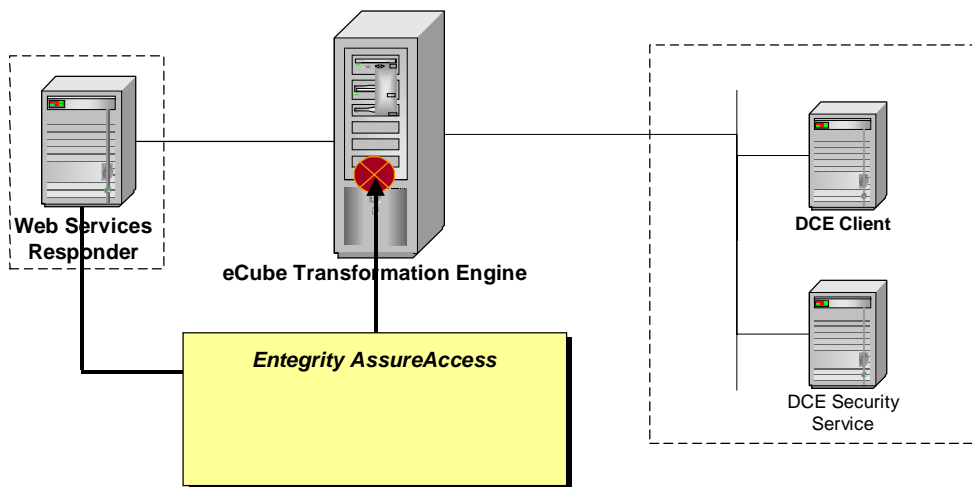 Web Services
Responder
eCube Transformation Engine
DCE Client
Entegrity AssureAccess
DCE Security
Service